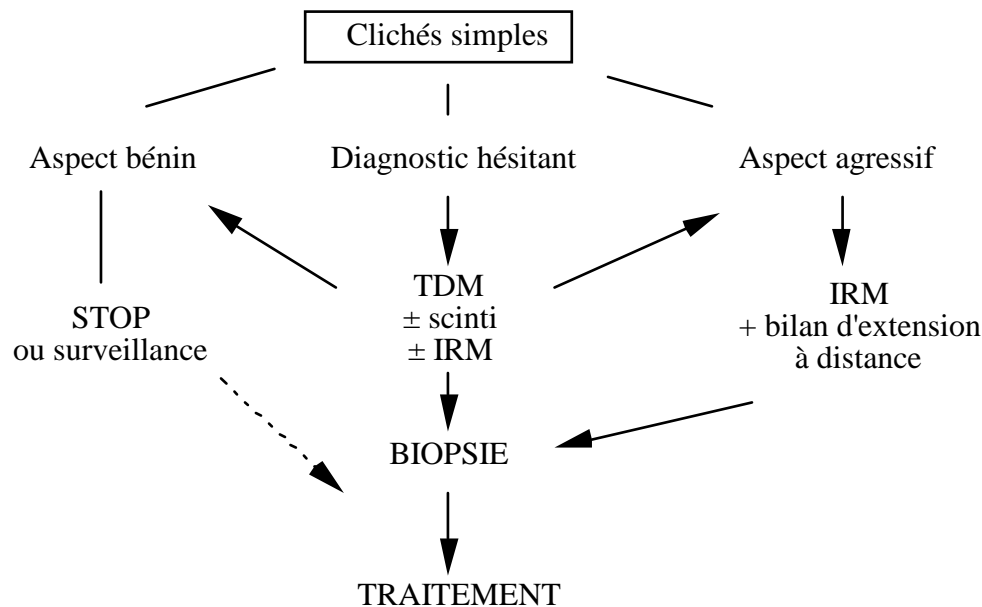 Clichés simples
Aspect bénin
Diagnostic hésitant
Aspect agressif
STOP
ou surveillance
TDM
± scinti
± IRM
IRM
+ bilan d'extension
à distance
BIOPSIE
TRAITEMENT